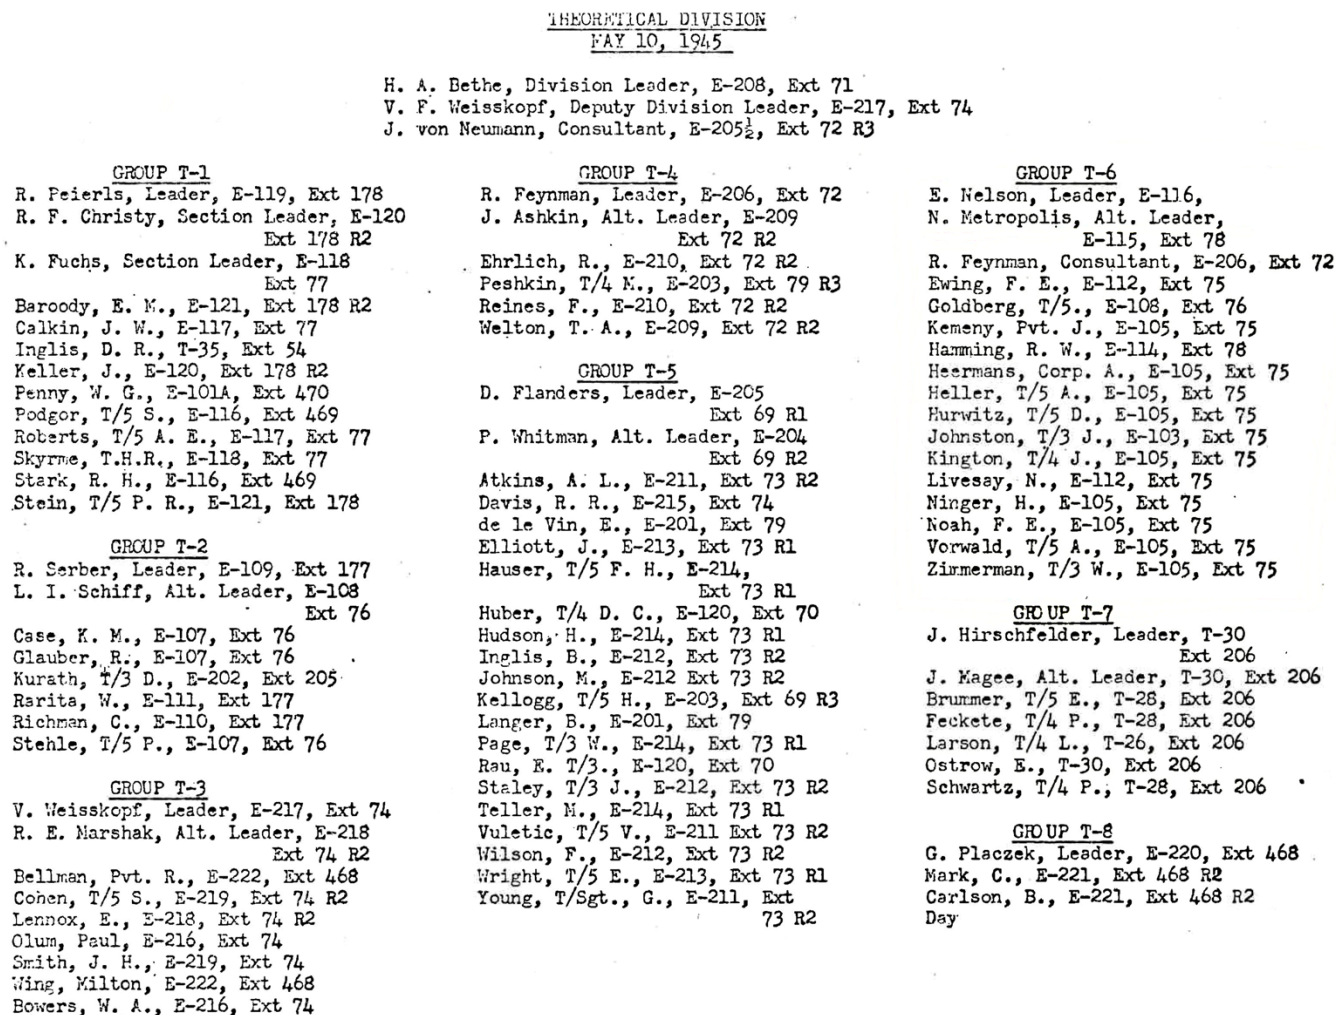 THEORETICAL DIVISION
MAY 10, 1945
H. A. Bethe, Division Leader, E-208, Ext 71
V. F. Weisskopf, Deputy Division Leader, E-217, Ext 74
J. von Neumann, Consultant, E-205½, Ext 72 R3
GROUP T-1
R. Peierls, Leader, E-119, Ext 178
R. F. Christy, Section Leader, E-120
Ext 178 R2
K. Fuchs, Section Leader, E-118
Ext 77
Baroody, E. M., E-121, Ext 178 R2
Calkin, J. W., E-117, Ext 77
Inglis, D. R., T-35, Ext 54
Keller, J., E-120, Ext 178 R2
Penny, W. G., E-101A, Ext 470
Podgor, T/5 S., E-116, Ext 469
Roberts, T/5 A. E., E-117, Ext 77
Skyrme, T.H.R., E-118, Ext 77
Stark, R. H., E-116, Ext 469
Stein, T/5 P. R., E-121, Ext 178
GROUP T-2
R. Serber, Leader, E-109, Ext 177
L. I. Schiff, Alt. Leader, E-108
Ext 76
Case, K. M., E-107, Ext 76
Glauber, R., E-107, Ext 76
Kurath, T/3 D., E-202, Ext 205
Rarita, W., E-111, Ext 177
Richman, C., E-110, Ext 177
Stehle, T/5 P., E-107, Ext 76
GROUP T-3
V. Weisskopf, Leader, E-217, Ext 74
R. E. Marshak, Alt. Leader, E-218
Ext 74 R2
Bellman, Pvt. R., E-222, Ext 468
Cohen, T/5 S., E-219, Ext 74 R2
Lennox, E., E-218, Ext 74 R2
Olum, Paul, E-216, Ext 74
Smith, J. H., E-219, Ext 74
Wing, Milton, E-222, Ext 468
Bowers, W. A., E-216, Ext 74
GROUP T-4
R. Feynman, Leader, E-206, Ext 72
J. Ashkin, Alt. Leader, E-209
Ext 72 R2
Ehrlich, R., E-210, Ext 72 R2
Peshkin, T/4 M., E-203, Ext 79 R3
Reines, F., E-210, Ext 72 R2
Welton, T. A., E-209, Ext 72 R2
GROUP T-5
D. Flanders, Leader, E-205
Ext 69 R1
P. Whitman, Alt. Leader, E-204
Ext 69 R2
Atkins, A. L., E-211, Ext 73 R2
Davis, R. R., E-215, Ext 74
de le Vin, E., E-201, Ext 79
Elliott, J., E-213, Ext 73 R1
Hauser, T/5 F. H., E-214,
Ext 73 R1
Huber, T/4 D. C., E-120, Ext 70
Hudson, H., E-214, Ext 73 R1
Inglis, B., E-212, Ext 73 R2
Johnson, M., E-212 Ext 73 R2
Kellogg, T/5 H., E-203, Ext 69 R3
Langer, B., E-201, Ext 79
Page, T/3 W., E-214, Ext 73 R1
Rau, E. T/3., E-120, Ext 70
Staley, T/3 J., E-212, Ext 73 R2
Teller, M., E-214, Ext 73 R1
Vuletic, T/5 V., E-211 Ext 73 R2
Wilson, F., E-212, Ext 73 R2
Wright, T/5 E., E-213, Ext 73 R1
Young, T/Sgt., G., E-211, Ext
73 R2
GROUP T-6
E. Nelson, Leader, E-116,
N. Metropolis, Alt. Leader,
E-115, Ext 78
R. Feynman, Consultant, E-206, Ext 72
Ewing, F. E., E-112, Ext 75
Goldberg, T/5., E-108, Ext 76
Kemeny, Pvt. J., E-105, Ext 75
Hamming, R. W., E-114, Ext 78
Heermans, Corp. A., E-105, Ext 75
Heller, T/5 A., E-105, Ext 75
Hurwitz, T/5 D., E-105, Ext 75
Johnston, T/3 J., E-103, Ext 75
Kington, T/4 J., E-105, Ext 75
Livesay, N., E-112, Ext 75
Ninger, H., E-105, Ext 75
Noah, F. E., E-105, Ext 75
Vorwald, T/5 A., E-105, Ext 75
Zimmerman, T/3 W., E-105, Ext 75
GROUP T-7
J. Hirschfelder, Leader, T-30
Ext 206
J. Magee, Alt. Leader, T-30, Ext 206
Brummer, T/5 E., T-28, Ext 206
Feckete, T/4 P., T-28, Ext 206
Larson, T/4 L., T-26, Ext 206
Ostrow, E., T-30, Ext 206
Schwartz, T/4 P., T-28, Ext 206
GROUP T-8
G. Placzek, Leader, E-220, Ext 468
Mark, C., E-221, Ext 468 R2
Carlson, B., E-221, Ext 468 R2
Day